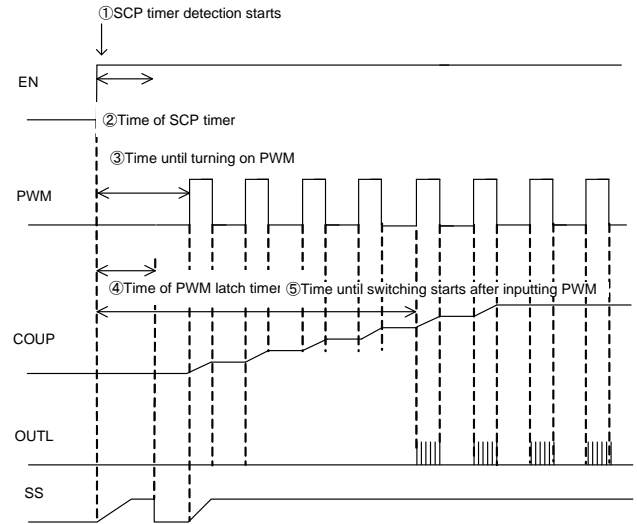 ①SCP timer detection starts
EN
②Time of SCP timer
③Time until turning on PWM
PWM
④Time of PWM latch timer
⑤Time until switching starts after inputting PWM
COUP
OUTL
SS